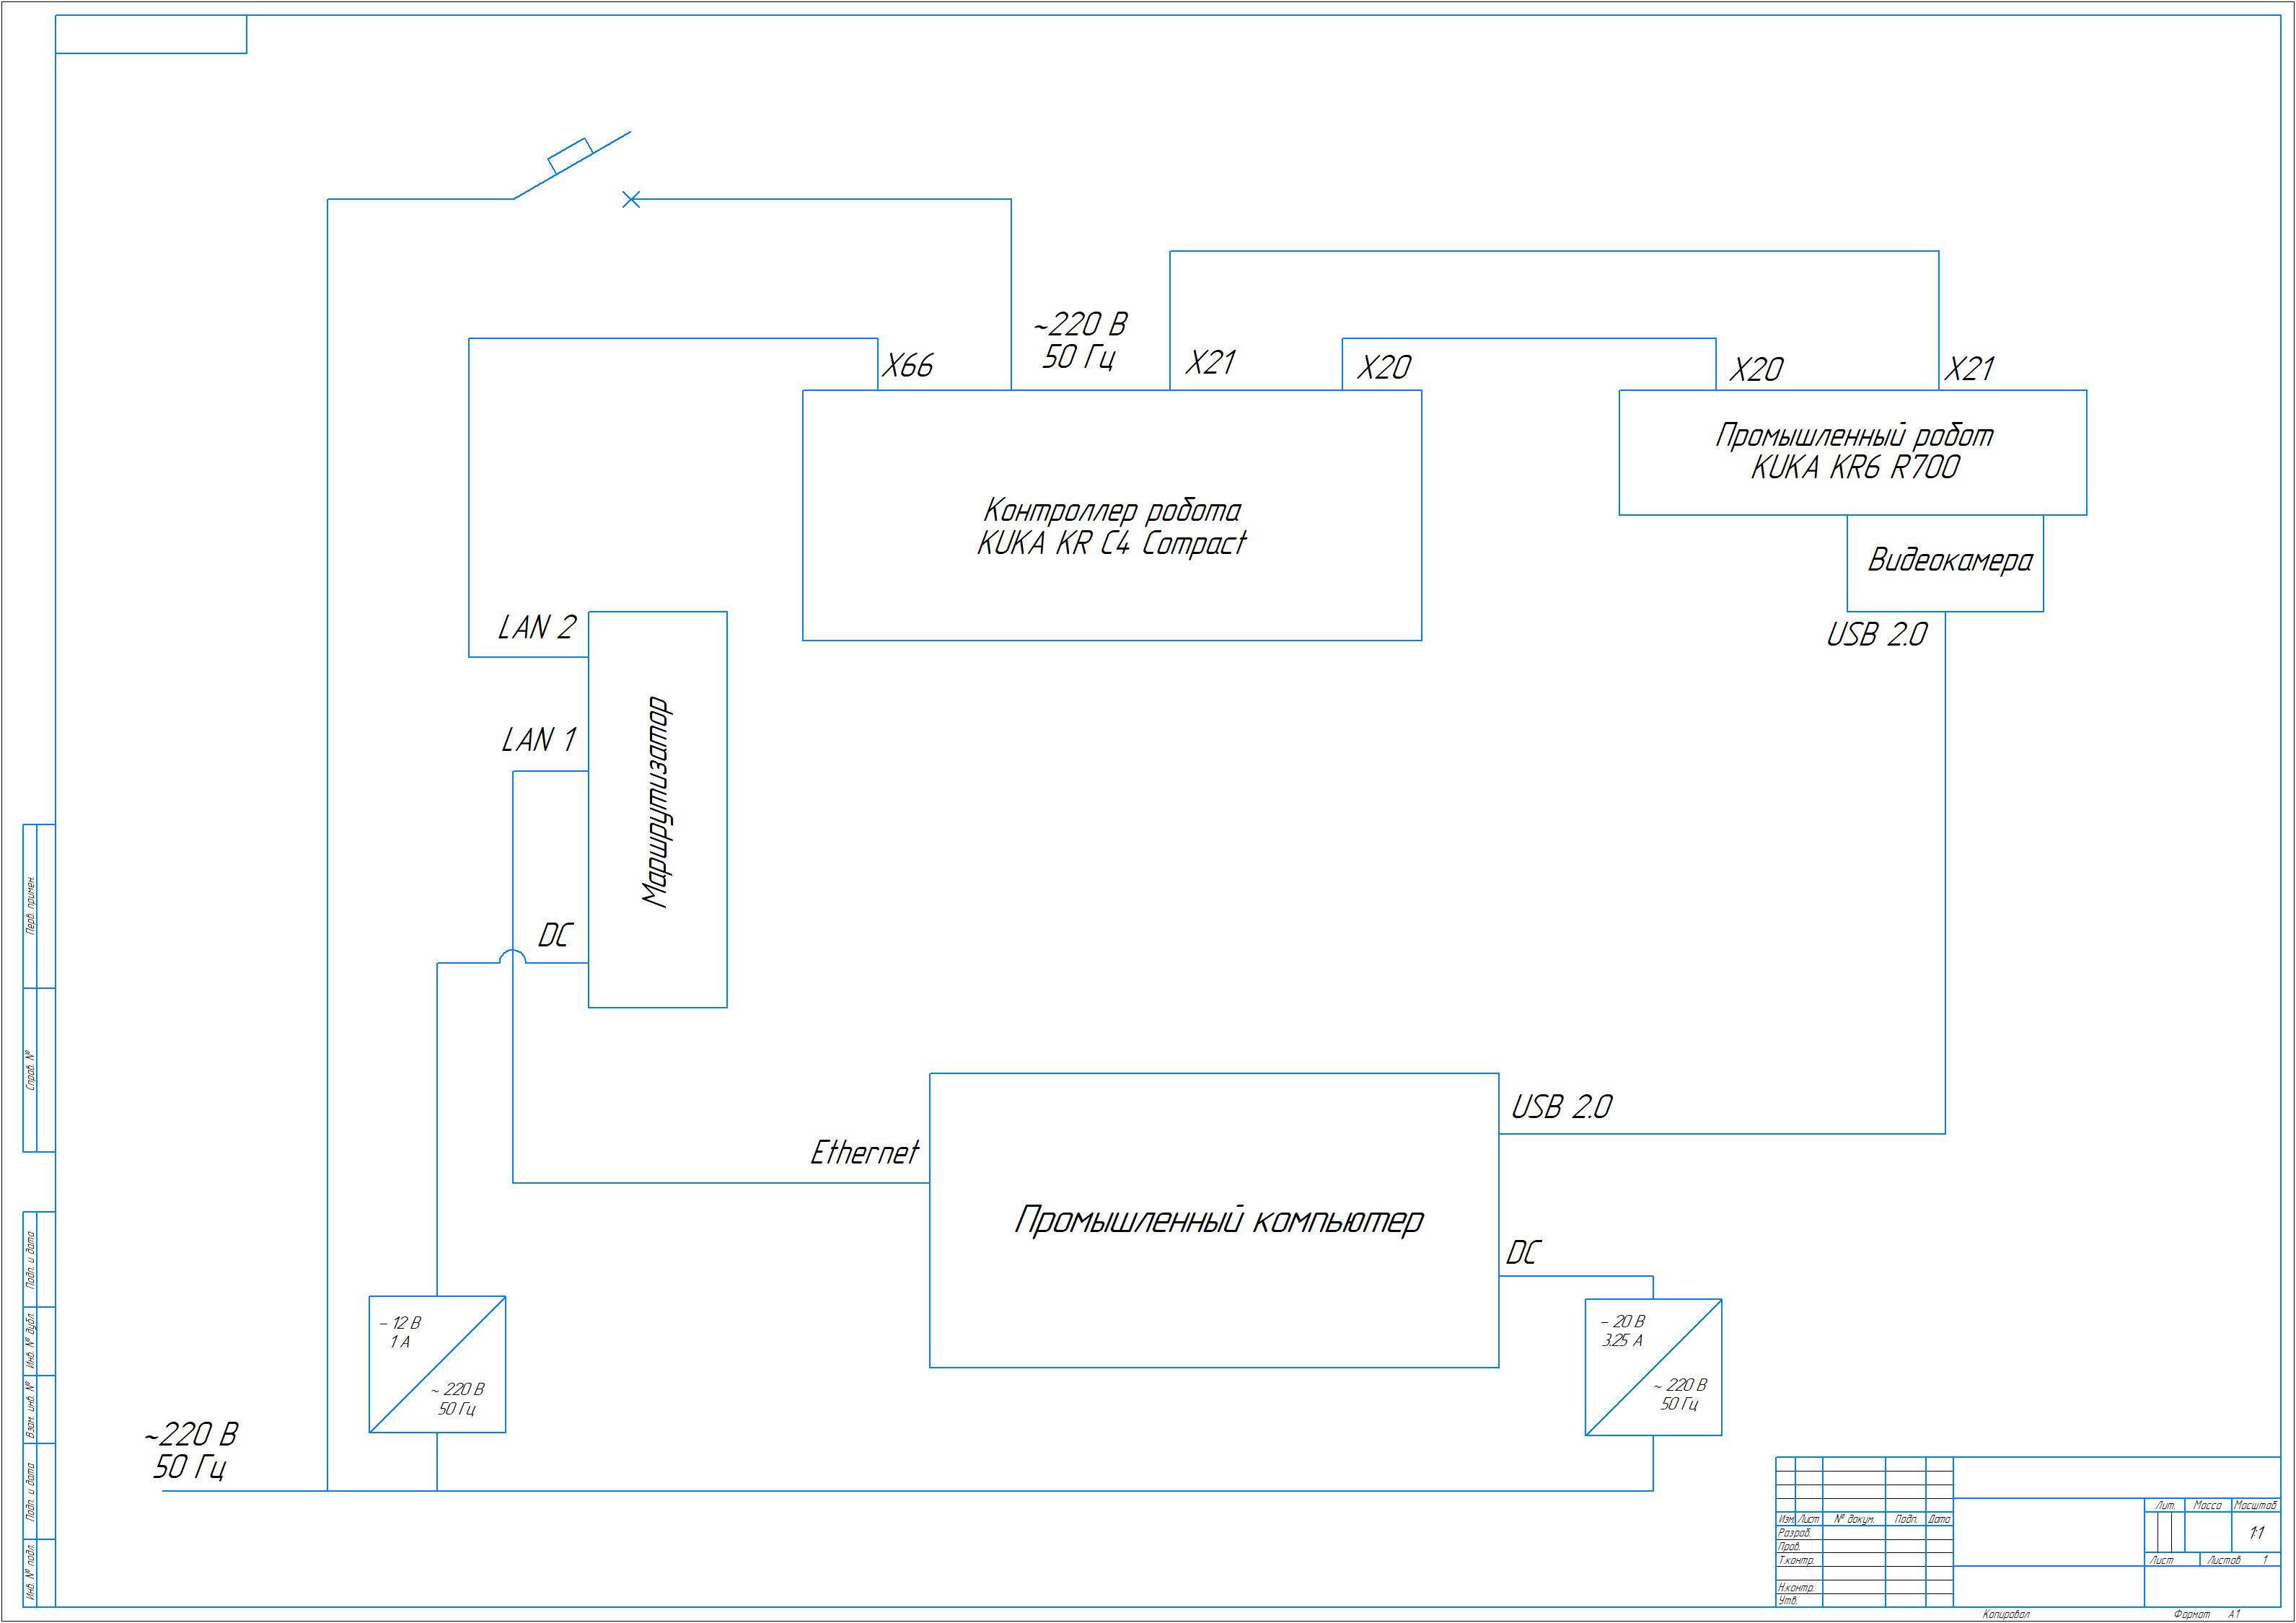 ~220 В
50 Гц
X66
X21
X20
X20
X21
Промышленный робот
KUKA KR6 R700
Контроллер робота
KUKA KR C4 Compact
Видеокамера
USB 2.0
LAN 2
LAN 1
Маршрутизатор
DC
USB 2.0
Ethernet
Промышленный компьютер
DC
– 12 В
1 А
~ 220 В
50 Гц
– 20 В
3.25 А
~ 220 В
50 Гц
~220 В
50 Гц
Перв. примен.
Справ. №
Подп. и дата
Инв. № дубл.
Взам. инв. №
Подп. и дата
Инв. № подл.
Лит. Масса Масштаб
Изм. Лист № докум. Подп. Дата
Разраб.
1:1
Пров.
Т.контр.
Лист Листов 1
Н.контр.
Утв.
Копировал Формат А1